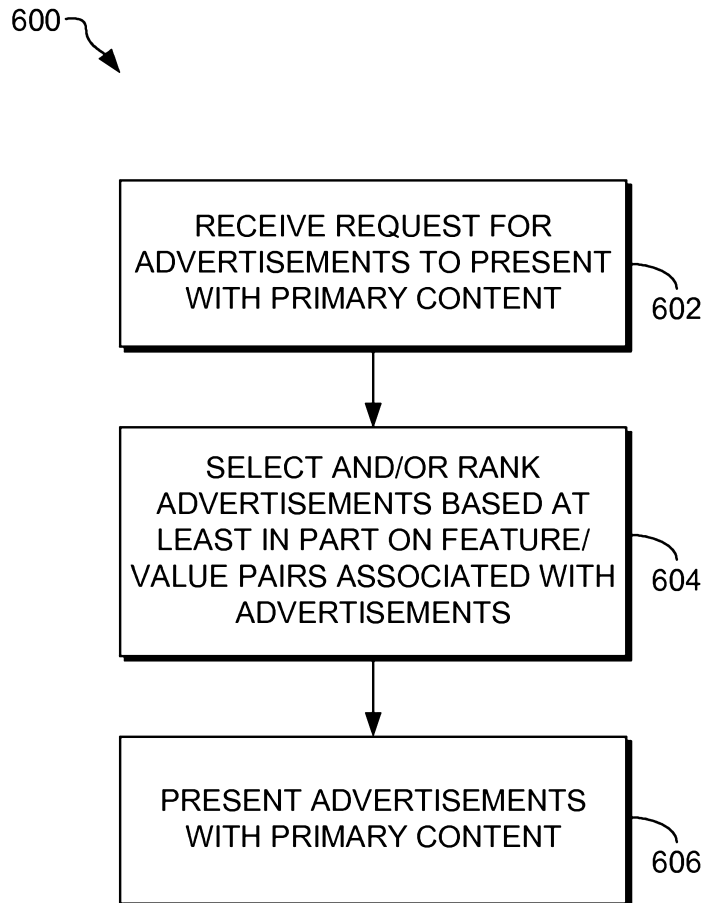 600
RECEIVE REQUEST FOR
ADVERTISEMENTS TO PRESENT
WITH PRIMARY CONTENT
602
SELECT AND/OR RANK
ADVERTISEMENTS BASED AT
LEAST IN PART ON FEATURE/
VALUE PAIRS ASSOCIATED WITH
ADVERTISEMENTS
604
PRESENT ADVERTISEMENTS
WITH PRIMARY CONTENT
606